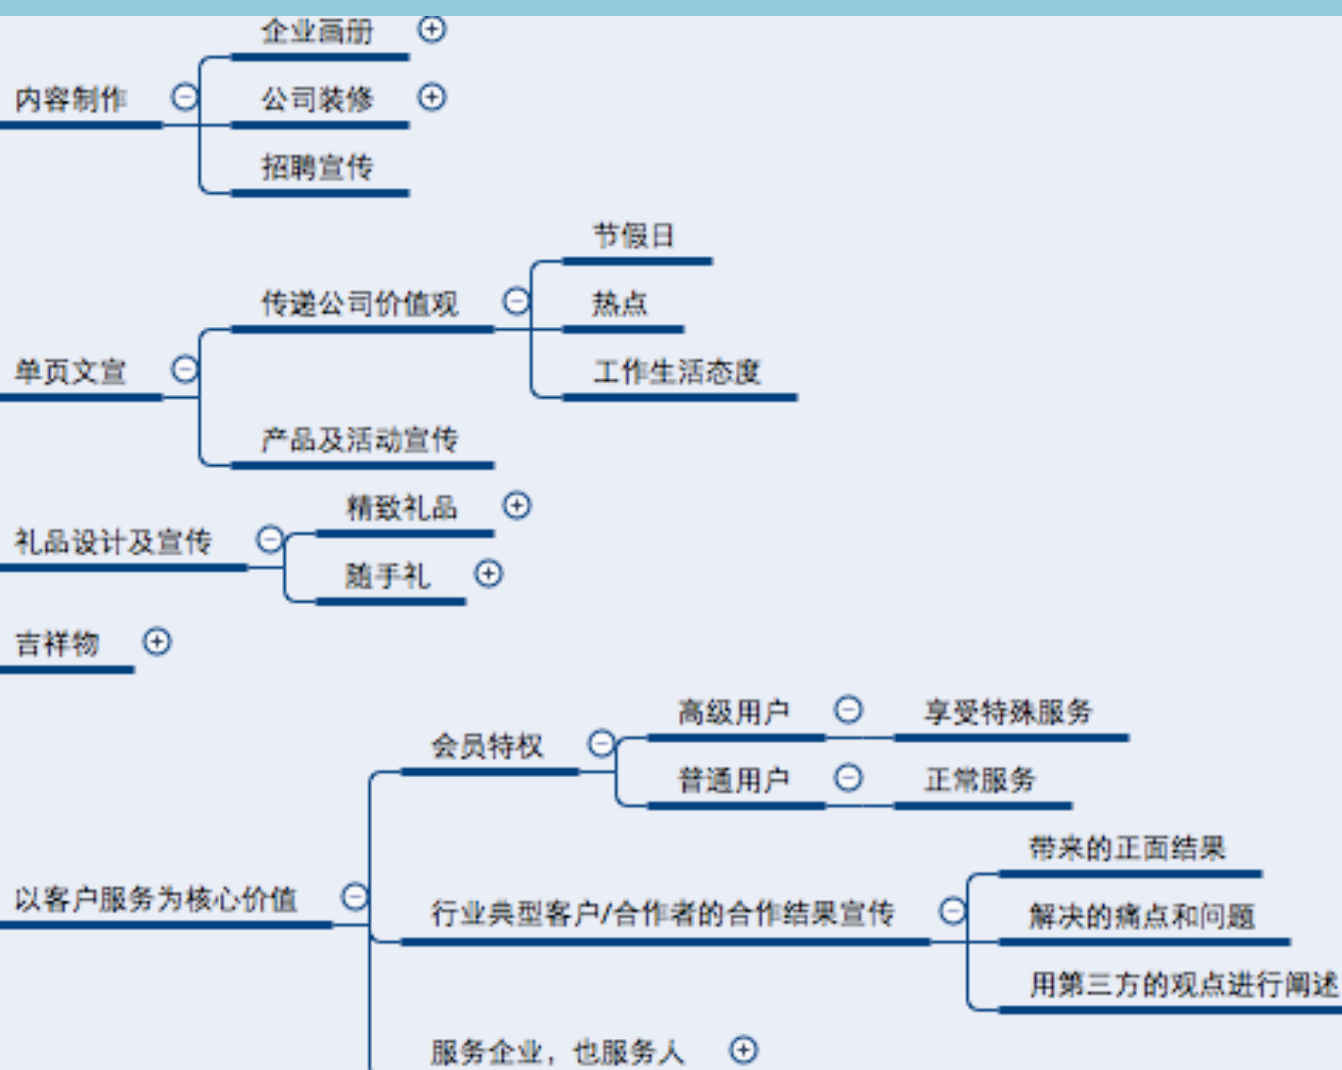 企业画册
内容制作
公司装修
招聘宣传
节假日
传递公司价值观
热点
单页文宣
工作生活态度
产品及活动宣传
精致礼品
礼品设计及宣传
随手礼
吉祥物
高级用户
享受特殊服务
会员特权
普通用户
正常服务
带来的正面结果
以客户服务为核心价值
行业典型客户/合作者的合作结果宣传
解决的痛点和问题
用第三方的观点进行阐述
服务企业，也服务人